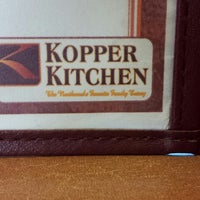 KOPPER
KITCHEN
The Northwest's Favorite Family Eatery